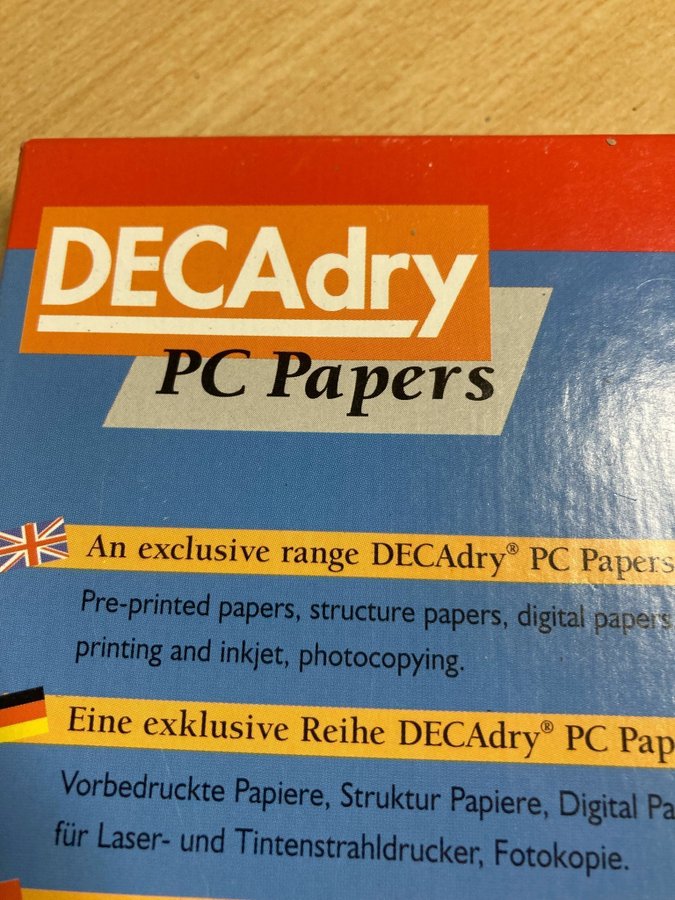 DECAdry
PC Papers
An exclusive range DECAdry® PC Papers
Pre-printed papers, structure papers, digital papers
printing and inkjet, photocopying.
Eine exklusive Reihe DECAdry® PC Pap
Vorbedruckte Papiere, Struktur Papiere, Digital Pa
für Laser- und Tintenstrahldrucker, Fotokopie.